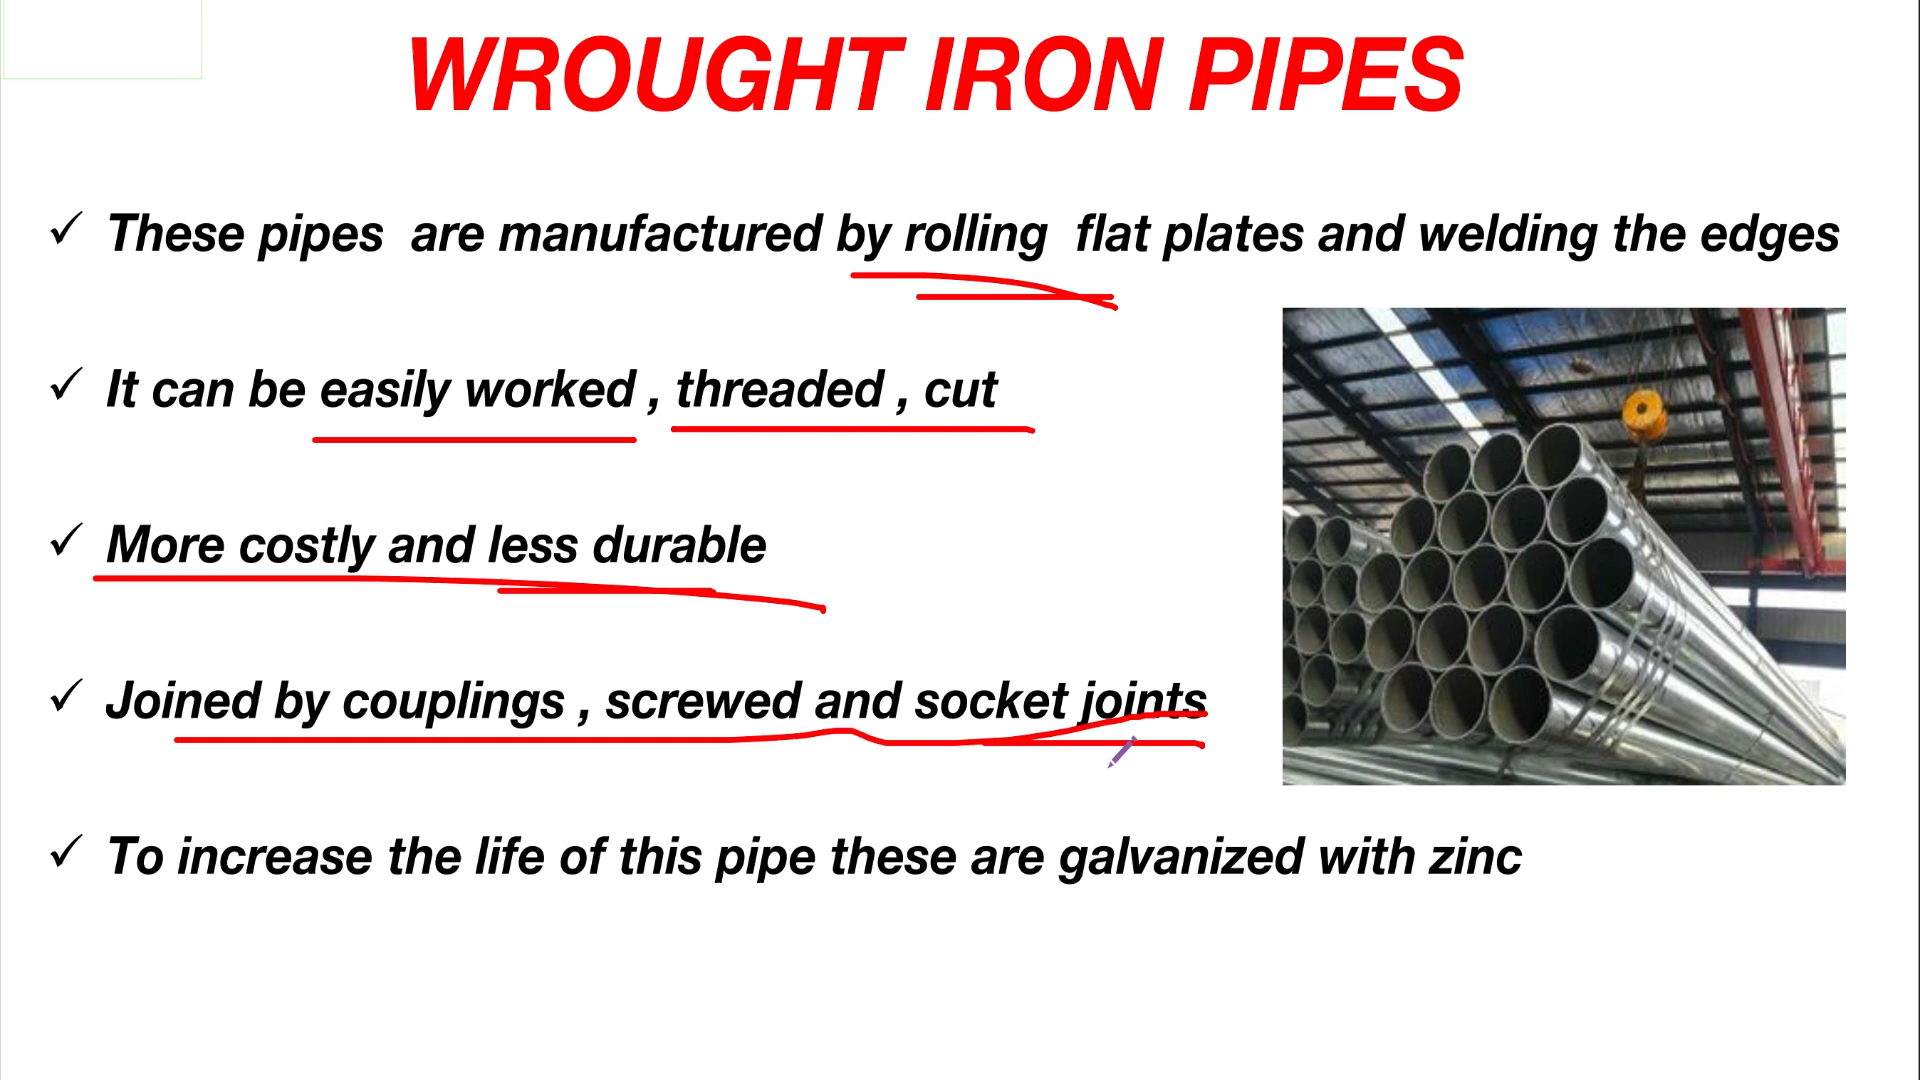 WROUGHT IRON PIPES
✓ These pipes are manufactured by rolling flat plates and welding the edges
✓ It can be easily worked , threaded , cut
✓ More costly and less durable
✓ Joined by couplings , screwed and socket joints
✓ To increase the life of this pipe these are galvanized with zinc